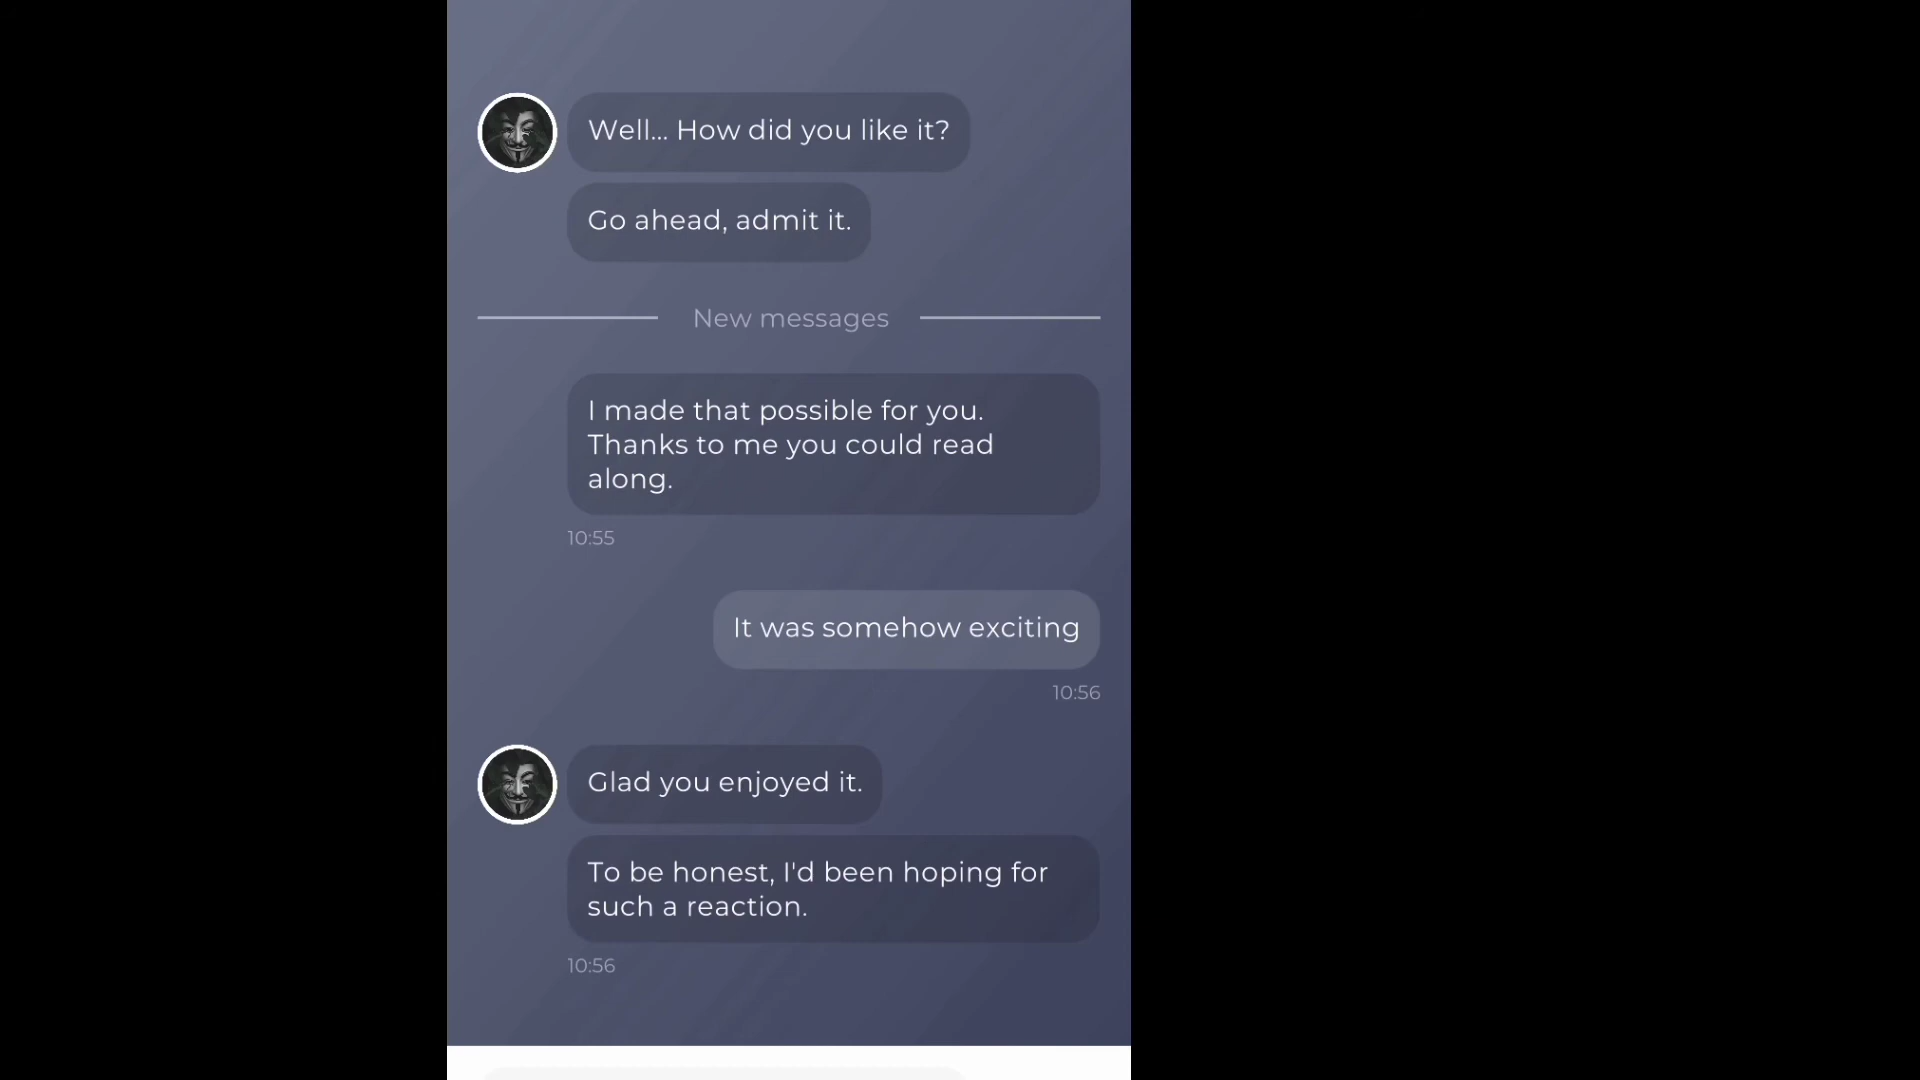 Well... How did you like it?
Go ahead, admit it.
New messages
I made that possible for you.
Thanks to me you could read
along.
10:55
It was somehow exciting
10:56
Glad you enjoyed it.
To be honest, I'd been hoping for
such a reaction.
10:56